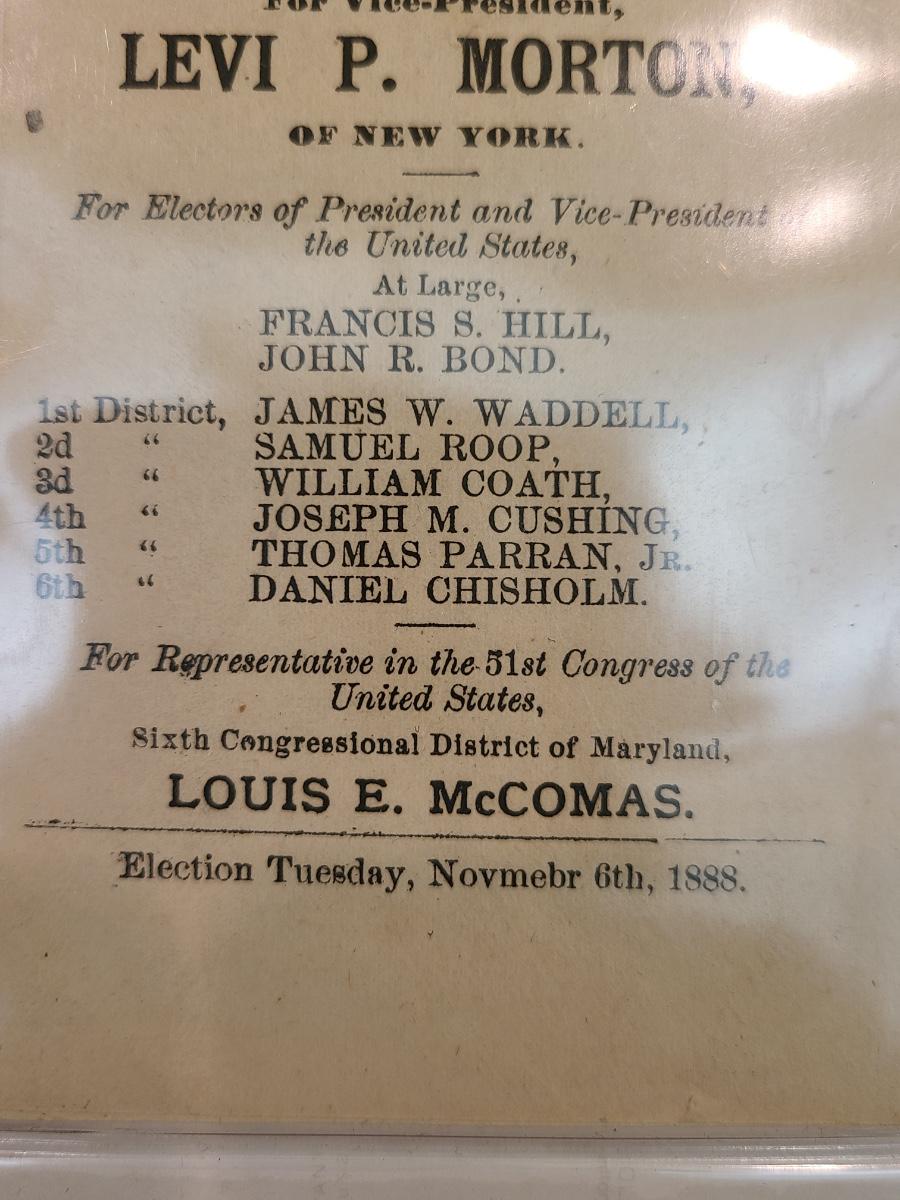 For Vice-President,
LEVI P. MORTON,
OF NEW YORK.
For Electors of President and Vice-President
the United States,
At Large,
FRANCIS S. HILL,
JOHN R. BOND.
1st District, JAMES W. WADDELL,
2d “ SAMUEL ROOP,
3d “ WILLIAM COATH,
4th “ JOSEPH M. CUSHING,
5th “ THOMAS PARRAN, JR.
6th “ DANIEL CHISHOLM.
For Representative in the 51st Congress of the
United States,
Sixth Congressional District of Maryland,
LOUIS E. McCOMAS.
Election Tuesday, Novmebr 6th, 1888.